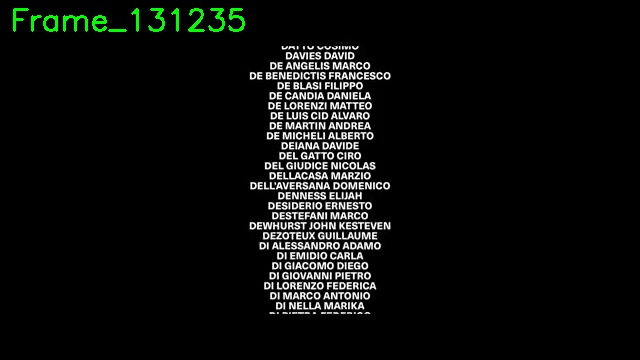 Frame_131235
DATTU COSIMO
DAVIES DAVID
DE ANGELIS MARCO
DE BENEDICTIS FRANCESCO
DE BLASI FILIPPO
DE CANDIA DANIELA
DE LORENZI MATTEO
DE LUIS CID ALVARO
DE MARTIN ANDREA
DE MICHELI ALBERTO
DEIANA DAVIDE
DEL GATTO CIRO
DEL GIUDICE NICOLAS
DELLACASA MARZIO
DELL'AVERSANA DOMENICO
DENNESS ELIJAH
DESIDERIO ERNESTO
DESTEFANI MARCO
DEWHURST JOHN KESTEVEN
DEZOTEUX GUILLAUME
DI ALESSANDRO ADAMO
DI EMIDIO CARLA
DI GIACOMO DIEGO
DI GIOVANNI PIETRO
DI LORENZO FEDERICA
DI MARCO ANTONIO
DI NELLA MARIKA